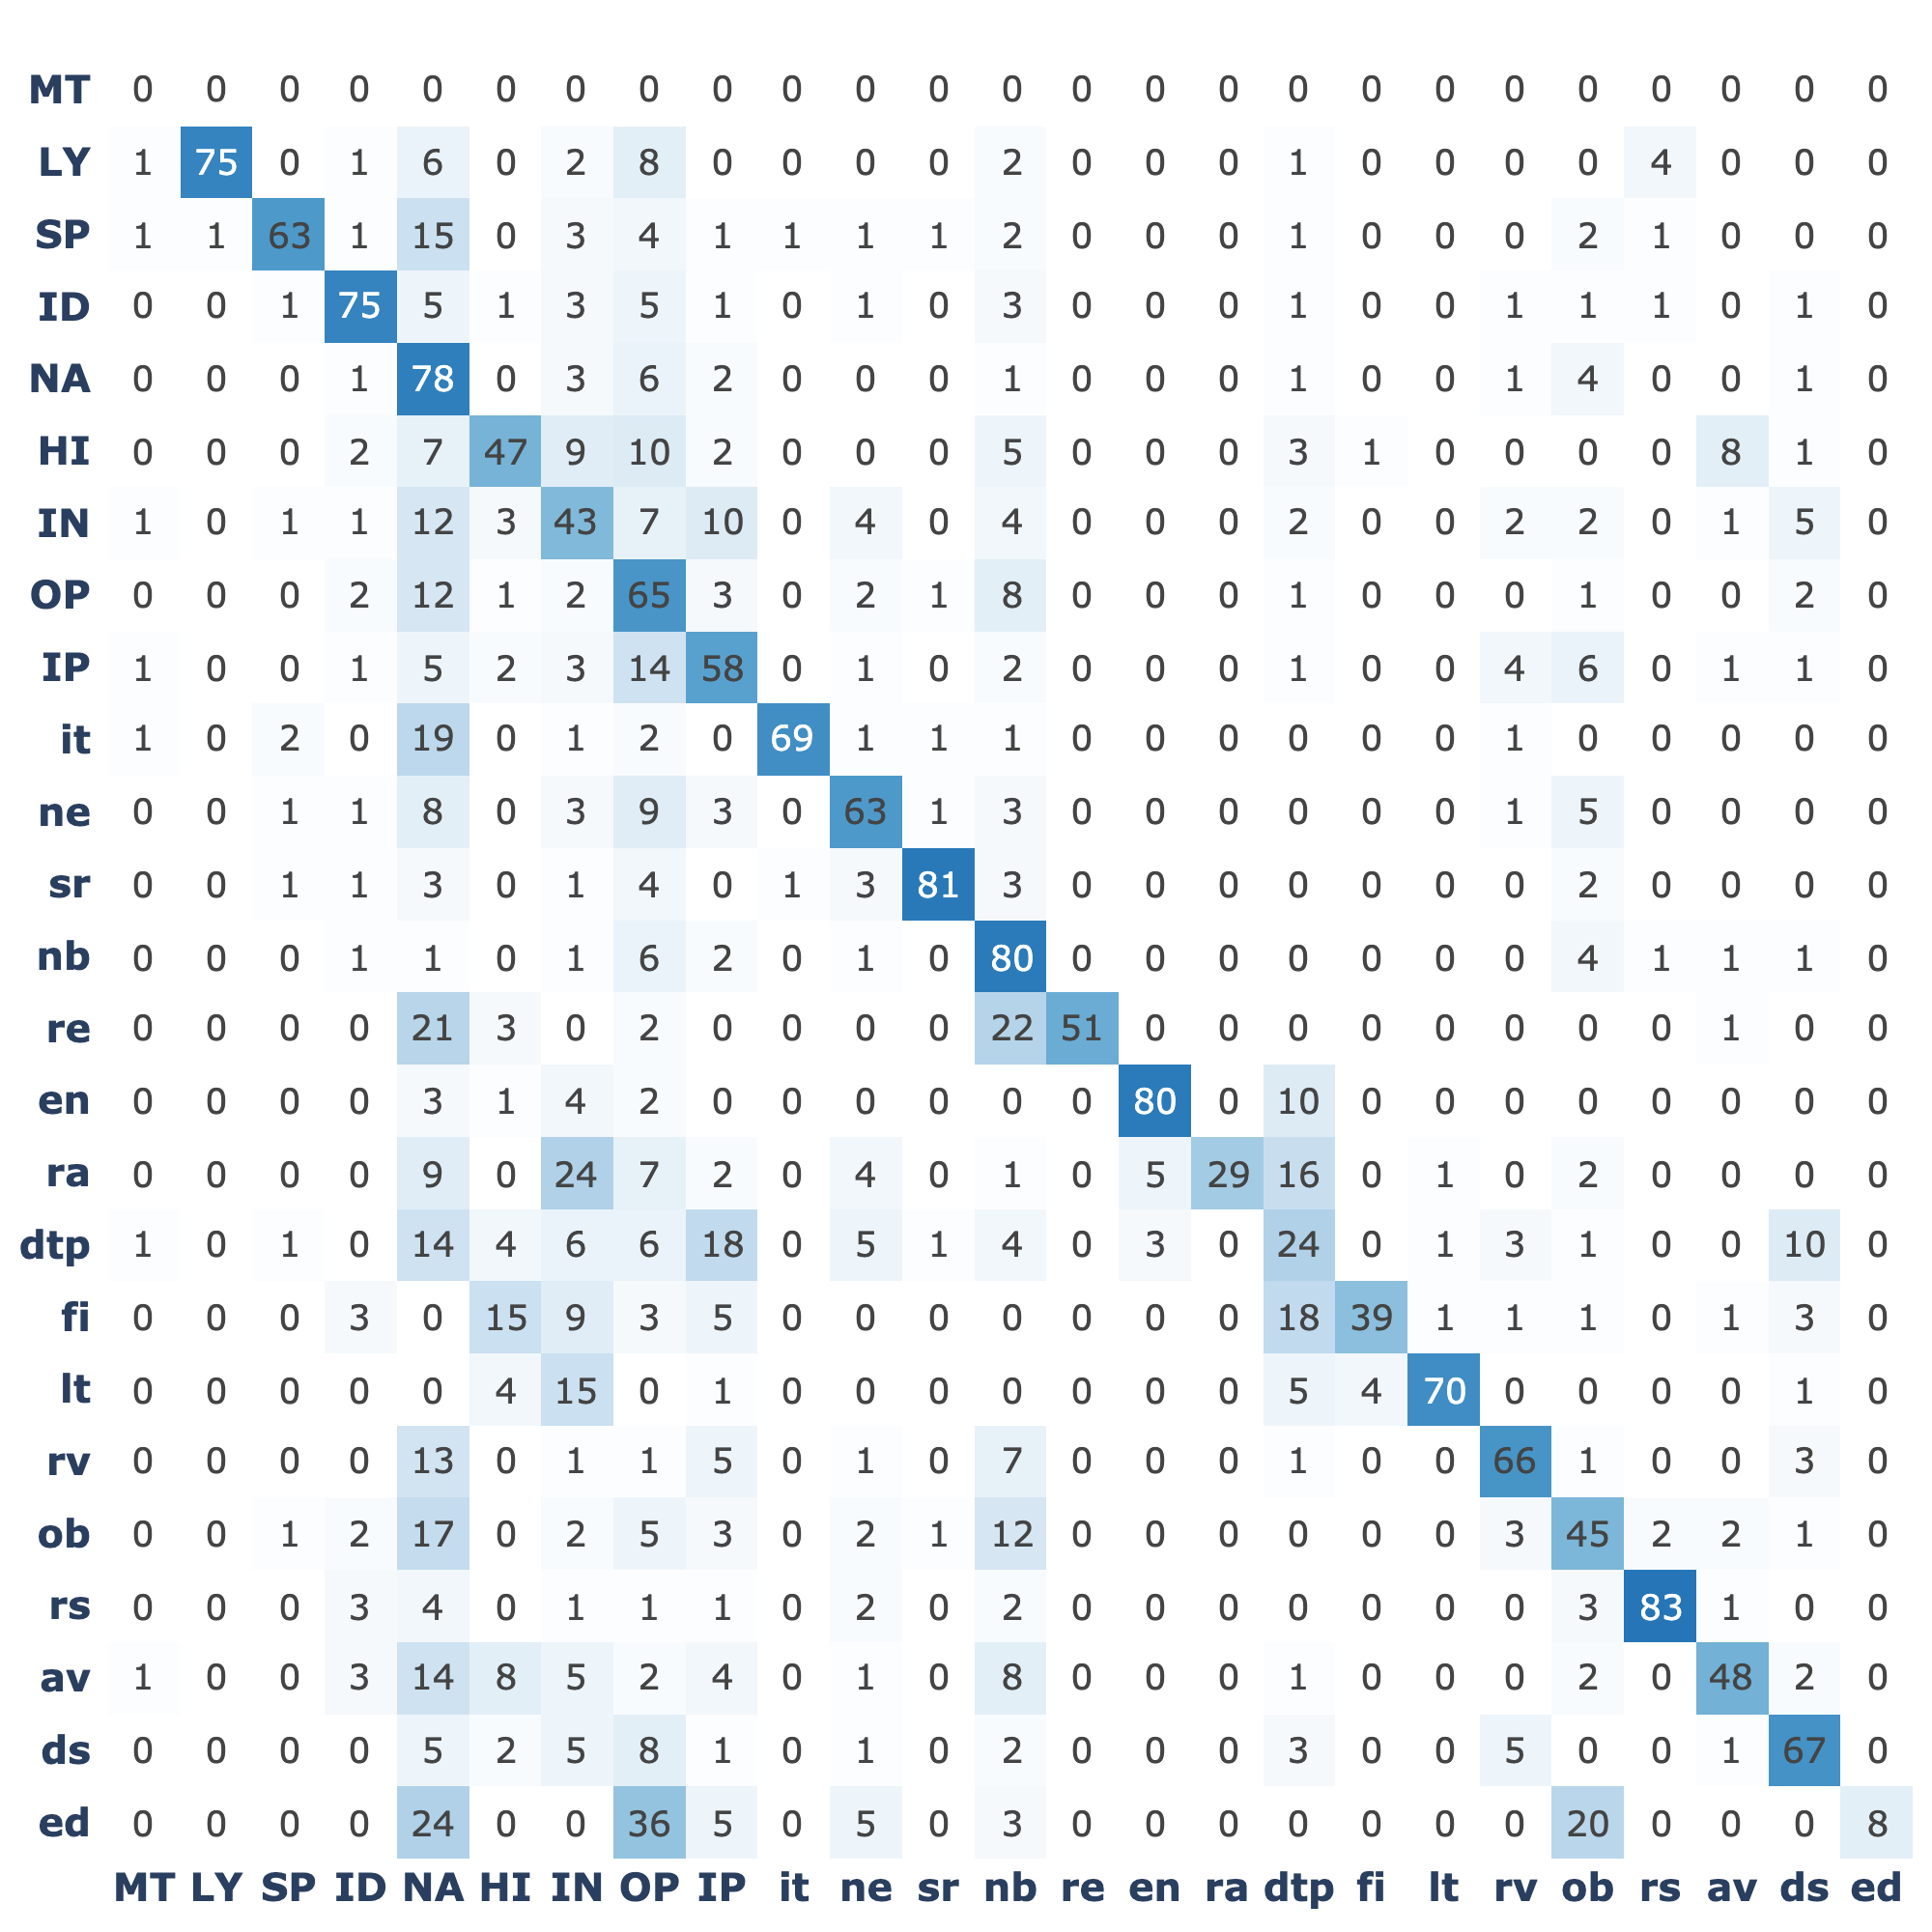 MT 0 0 0 0 0 0 0 0 0 0 0 0 0 0 0 0 0 0 0 0 0 0 0 0 0
LY 1 75 0 1 6 0 2 8 0 0 0 0 2 0 0 0 1 0 0 0 0 4 0 0 0
SP 1 1 63 1 15 0 3 4 1 1 1 1 2 0 0 0 1 0 0 0 2 1 0 0 0
ID 0 0 1 75 5 1 3 5 1 0 1 0 3 0 0 0 1 0 0 1 1 1 0 1 0
NA 0 0 0 1 78 0 3 6 2 0 0 0 1 0 0 0 1 0 0 1 4 0 0 1 0
HI 0 0 0 2 7 47 9 10 2 0 0 0 5 0 0 0 3 1 0 0 0 0 8 1 0
IN 1 0 1 1 12 3 43 7 10 0 4 0 4 0 0 0 2 0 0 2 2 0 1 5 0
OP 0 0 0 2 12 1 2 65 3 0 2 1 8 0 0 0 1 0 0 0 1 0 0 2 0
IP 1 0 0 1 5 2 3 14 58 0 1 0 2 0 0 0 1 0 0 4 6 0 1 1 0
it 1 0 2 0 19 0 1 2 0 69 1 1 1 0 0 0 0 0 0 1 0 0 0 0 0
ne 0 0 1 1 8 0 3 9 3 0 63 1 3 0 0 0 0 0 0 1 5 0 0 0 0
sr 0 0 1 1 3 0 1 4 0 1 3 81 3 0 0 0 0 0 0 0 2 0 0 0 0
nb 0 0 0 1 1 0 1 6 2 0 1 0 80 0 0 0 0 0 0 0 4 1 1 1 0
re 0 0 0 0 21 3 0 2 0 0 0 0 22 51 0 0 0 0 0 0 0 0 1 0 0
en 0 0 0 0 3 1 4 2 0 0 0 0 0 0 80 0 10 0 0 0 0 0 0 0 0
ra 0 0 0 0 9 0 24 7 2 0 4 0 1 0 5 29 16 0 1 0 2 0 0 0 0
dtp 1 0 1 0 14 4 6 6 18 0 5 1 4 0 3 0 24 0 1 3 1 0 0 10 0
fi 0 0 0 3 0 15 9 3 5 0 0 0 0 0 0 0 18 39 1 1 1 0 1 3 0
lt 0 0 0 0 0 4 15 0 1 0 0 0 0 0 0 0 5 4 70 0 0 0 0 1 0
rv 0 0 0 0 13 0 1 1 5 0 1 0 7 0 0 0 1 0 0 66 1 0 0 3 0
ob 0 0 1 2 17 0 2 5 3 0 2 1 12 0 0 0 0 0 0 3 45 2 2 1 0
rs 0 0 0 3 4 0 1 1 1 0 2 0 2 0 0 0 0 0 0 0 3 83 1 0 0
av 1 0 0 3 14 8 5 2 4 0 1 0 8 0 0 0 1 0 0 0 2 0 48 2 0
ds 0 0 0 0 5 2 5 8 1 0 1 0 2 0 0 0 3 0 0 5 0 0 1 67 0
ed 0 0 0 0 24 0 0 36 5 0 5 0 3 0 0 0 0 0 0 0 20 0 0 0 8
MT LY SP ID NA HI IN OP IP it ne sr nb re en ra dtp fi lt rv ob rs av ds ed